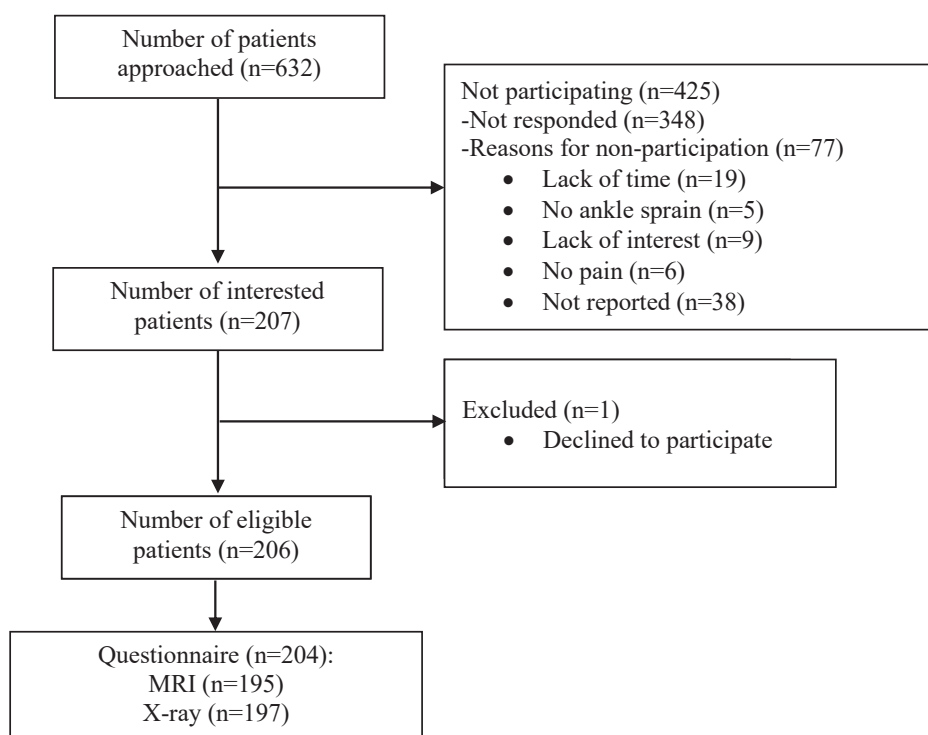 Number of patients
approached (n=632)
Not participating (n=425)
-Not responded (n=348)
-Reasons for non-participation (n=77)
• Lack of time (n=19)
• No ankle sprain (n=5)
• Lack of interest (n=9)
• No pain (n=6)
• Not reported (n=38)
Number of interested
patients (n=207)
Excluded (n=1)
• Declined to participate
Number of eligible
patients (n=206)
Questionnaire (n=204):
MRI (n=195)
X-ray (n=197)